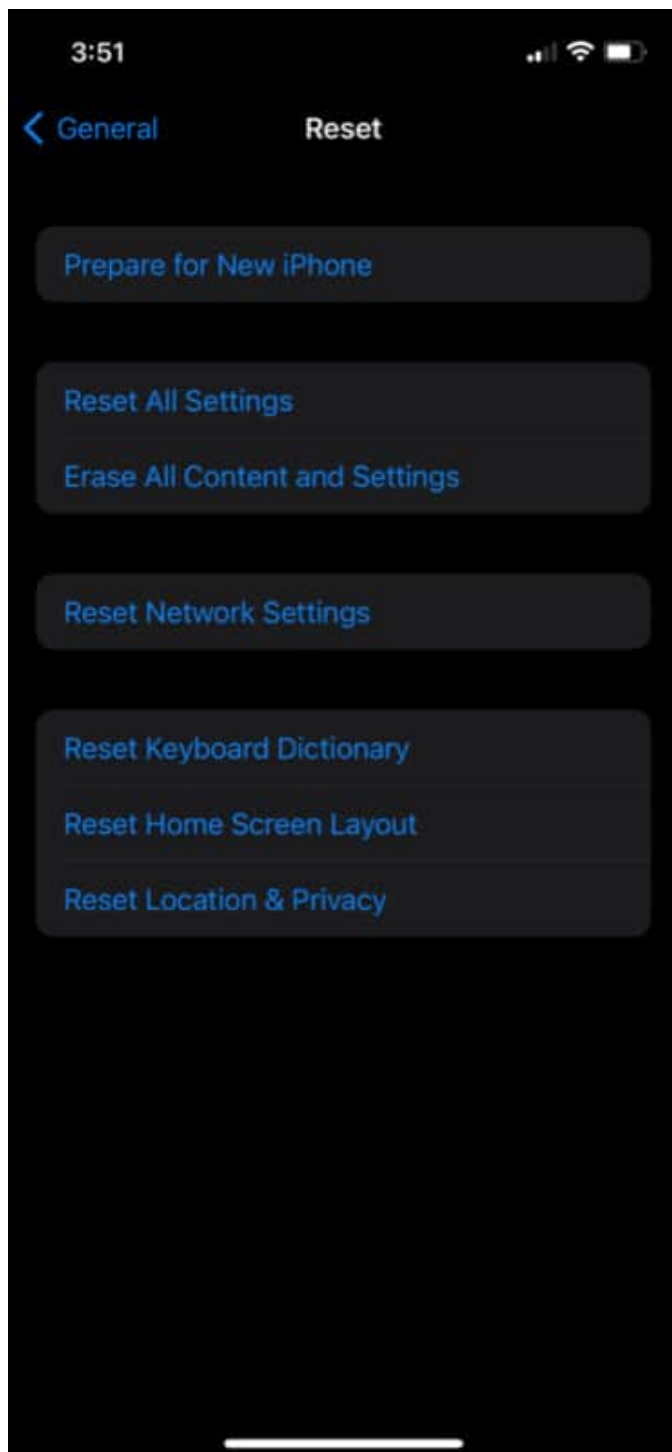 3:51
General
Reset
Prepare for New iPhone
Reset All Settings
Erase All Content and Settings
Reset Network Settings
Reset Keyboard Dictionary
Reset Home Screen Layout
Reset Location & Privacy